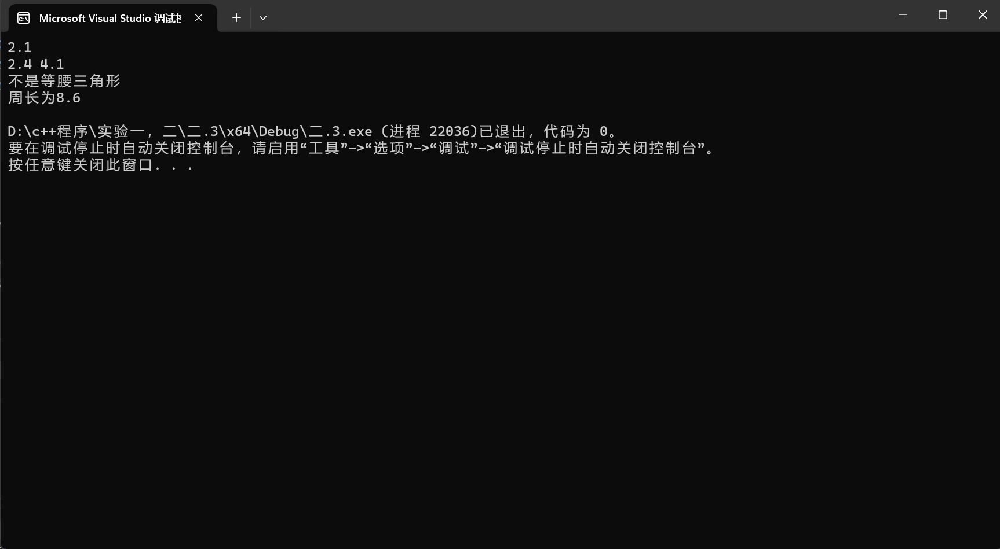 Microsoft Visual Studio 调试
2.1
2.4 4.1
不是等腰三角形
周长为8.6
D:\c++程序\实验一，二\二.3\x64\Debug\二.3.exe (进程 22036)已退出，代码为 0。
要在调试停止时自动关闭控制台，请启用“工具”->“选项”->“调试”->“调试停止时自动关闭控制台”。
按任意键关闭此窗口. . .